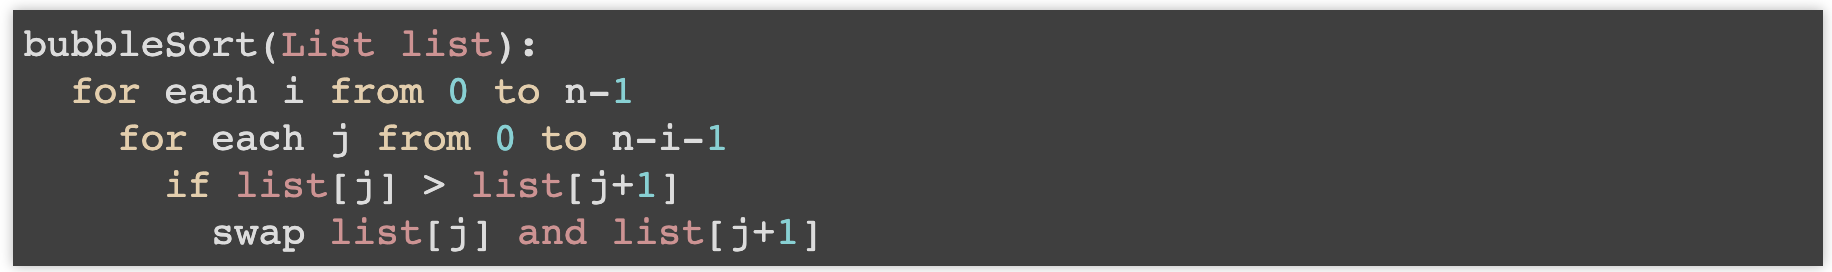 bubbleSort(List list):
  for each i from 0 to n-1
    for each j from 0 to n-i-1
      if list[j] > list[j+1]
        swap list[j] and list[j+1]